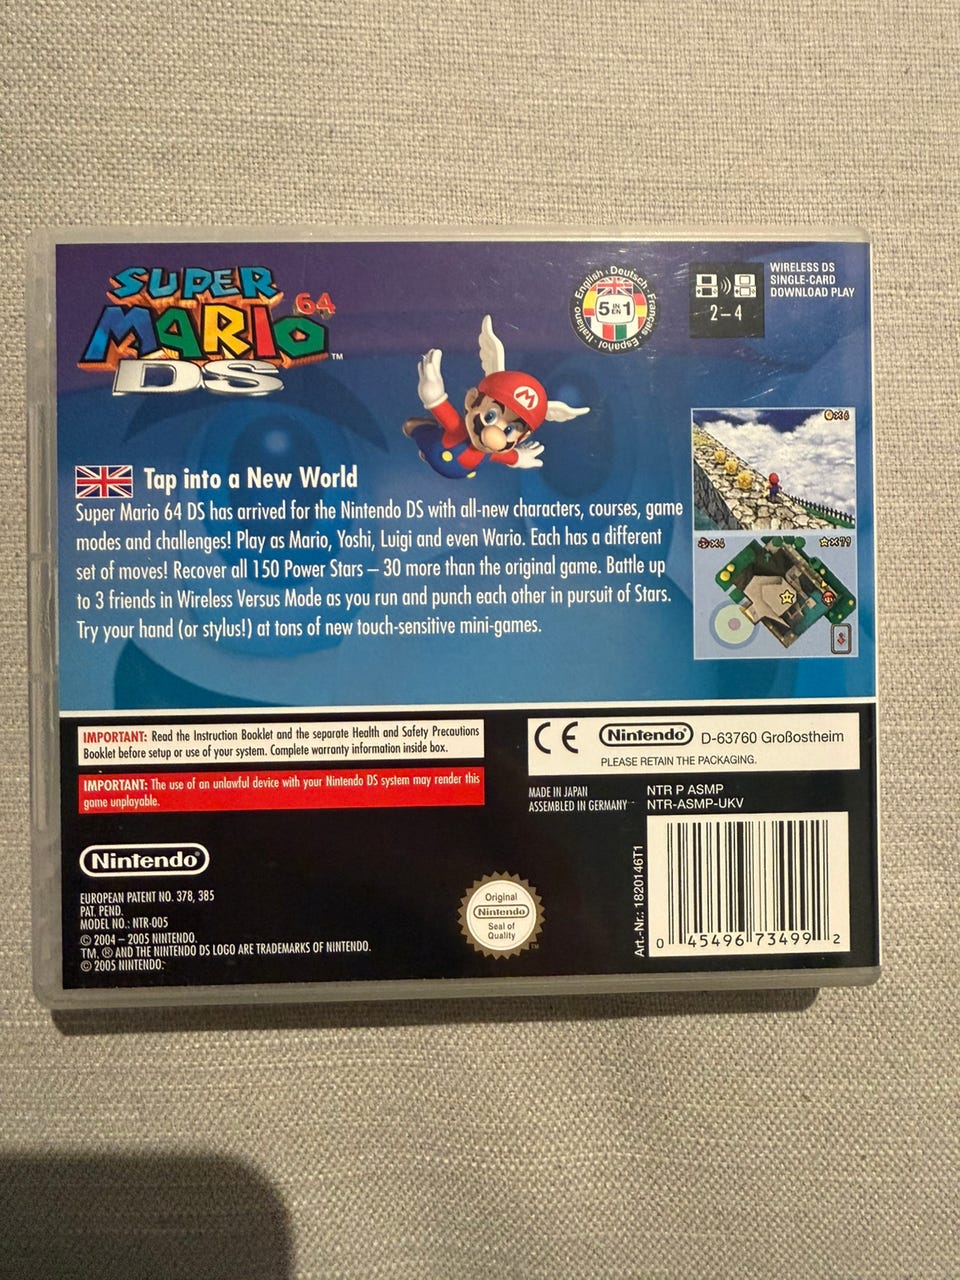 SUPER
MARIO 64
DS
TM
English · Deutsch · Français · Español · Italiano
5 IN EN 1
2–4
WIRELESS DS
SINGLE-CARD
DOWNLOAD PLAY
M
Tap into a New World
Super Mario 64 DS has arrived for the Nintendo DS with all-new characters, courses, game
modes and challenges! Play as Mario, Yoshi, Luigi and even Wario. Each has a different
set of moves! Recover all 150 Power Stars – 30 more than the original game. Battle up
to 3 friends in Wireless Versus Mode as you run and punch each other in pursuit of Stars.
Try your hand (or stylus!) at tons of new touch-sensitive mini-games.
IMPORTANT: Read the Instruction Booklet and the separate Health and Safety Precautions
Booklet before setup or use of your system. Complete warranty information inside box.
IMPORTANT: The use of an unlawful device with your Nintendo DS system may render this
game unplayable.
CE Nintendo® D-63760 Großostheim
PLEASE RETAIN THE PACKAGING.
MADE IN JAPAN
ASSEMBLED IN GERMANY
NTR P ASMP
NTR-ASMP-UKV
Nintendo®
EUROPEAN PATENT NO. 378, 385
PAT. PEND.
MODEL NO.: NTR-005
© 2004 – 2005 NINTENDO.
TM, ® AND THE NINTENDO DS LOGO ARE TRADEMARKS OF NINTENDO.
© 2005 NINTENDO.
Original
Nintendo
Seal of
Quality
TM
Art.-Nr.: 1820146T1
0 45496 73499 2